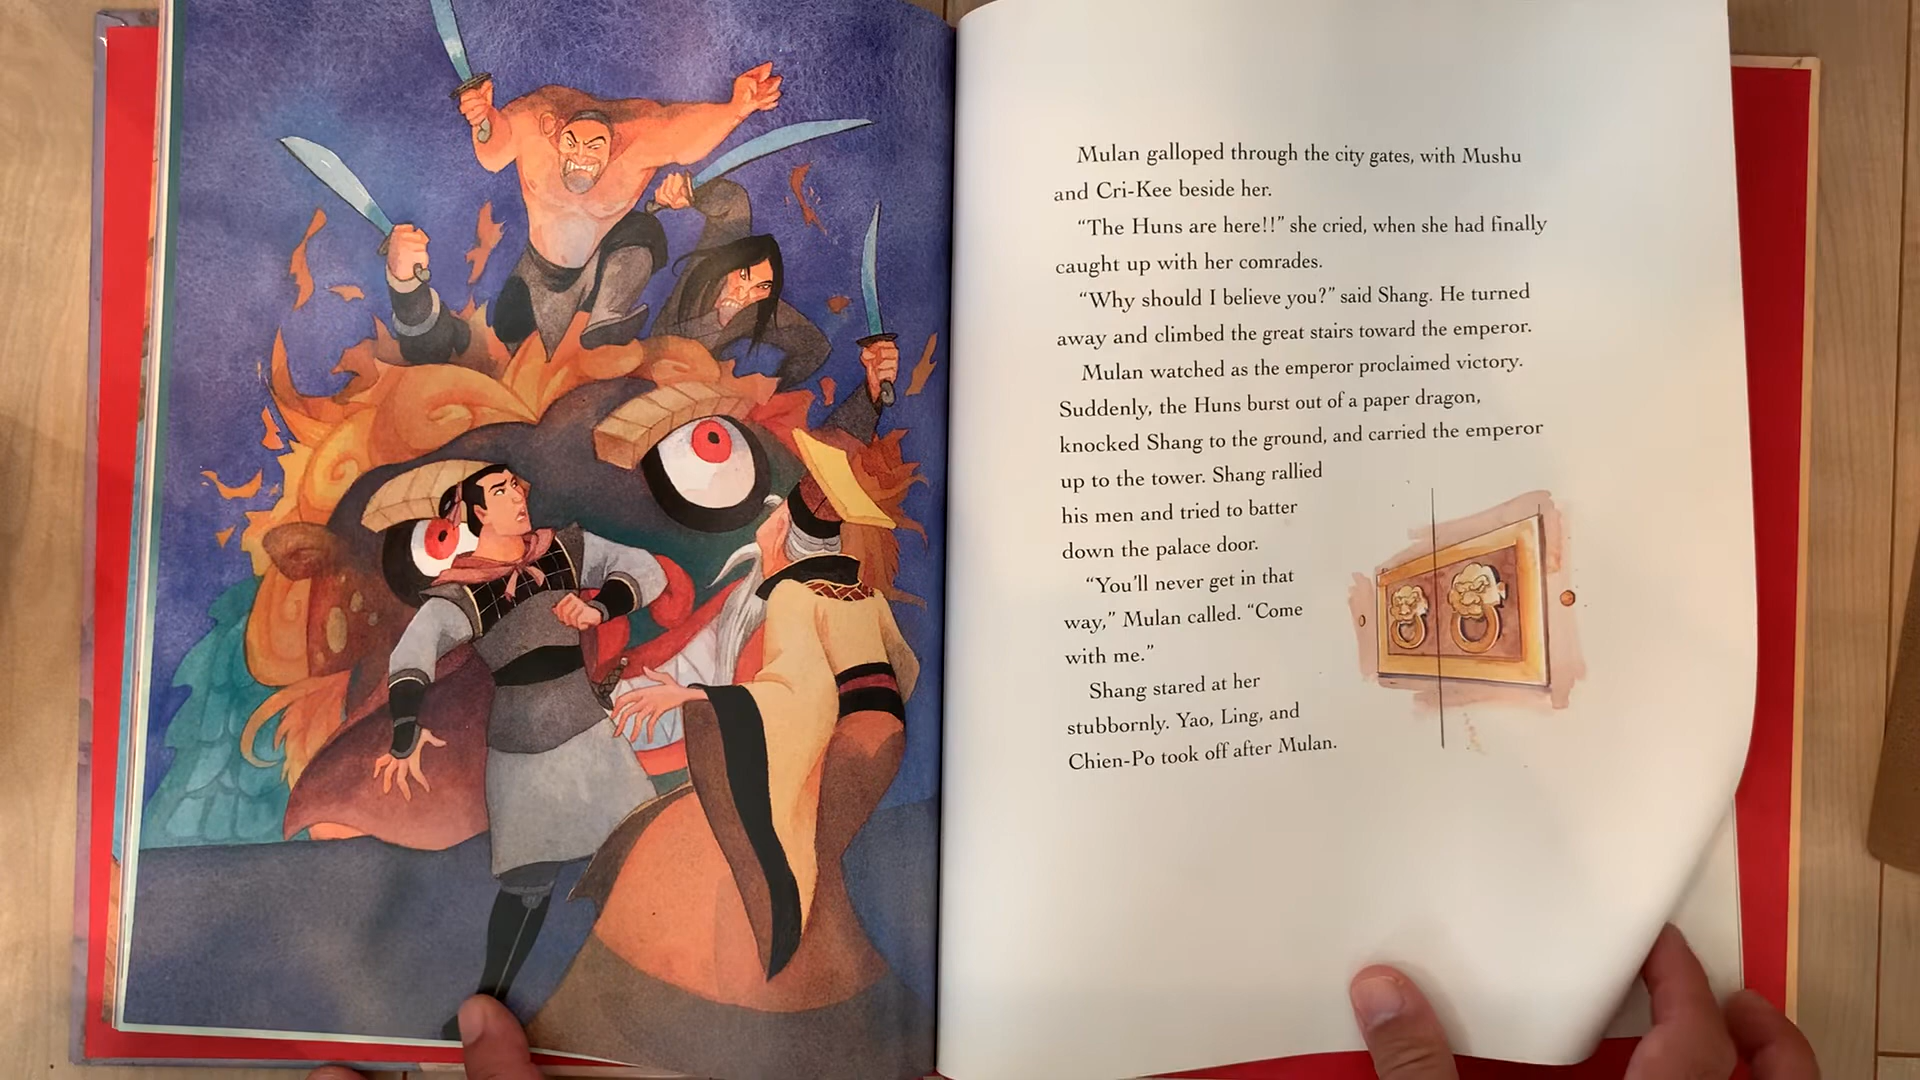 Mulan galloped through the city gates, with Mushu
and Cri-Kee beside her.
“The Huns are here!!” she cried, when she had finally
caught up with her comrades.
“Why should I believe you?” said Shang. He turned
away and climbed the great stairs toward the emperor.
Mulan watched as the emperor proclaimed victory.
Suddenly, the Huns burst out of a paper dragon,
knocked Shang to the ground, and carried the emperor
up to the tower. Shang rallied
his men and tried to batter
down the palace door.
“You’ll never get in that
way,” Mulan called. “Come
with me.”
Shang stared at her
stubbornly. Yao, Ling, and
Chien-Po took off after Mulan.